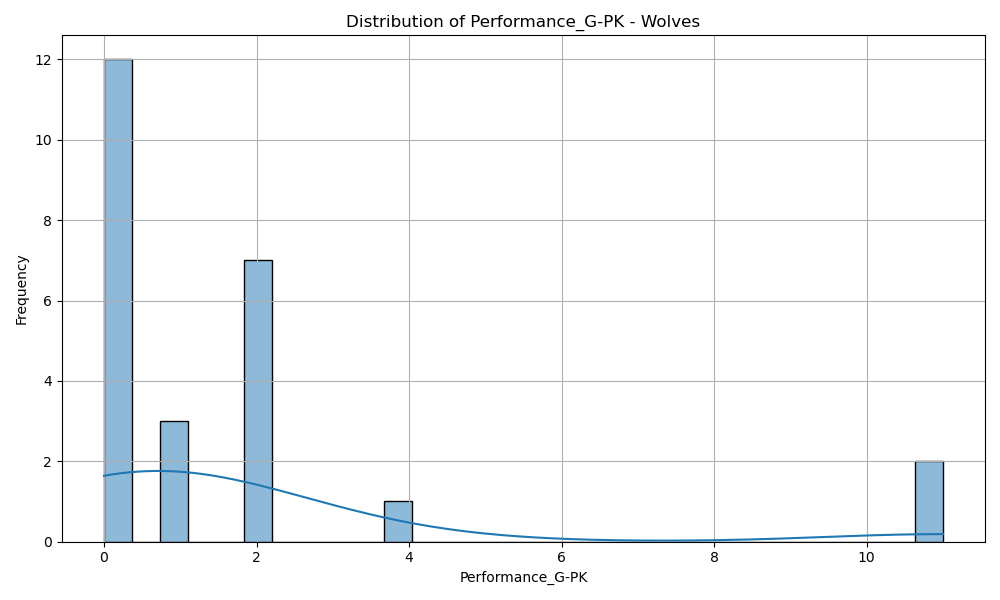 Distribution of Performance_G-PK - Wolves
12
10
8
6
4
2
0
Frequency
0 2 4 6 8 10
Performance_G-PK